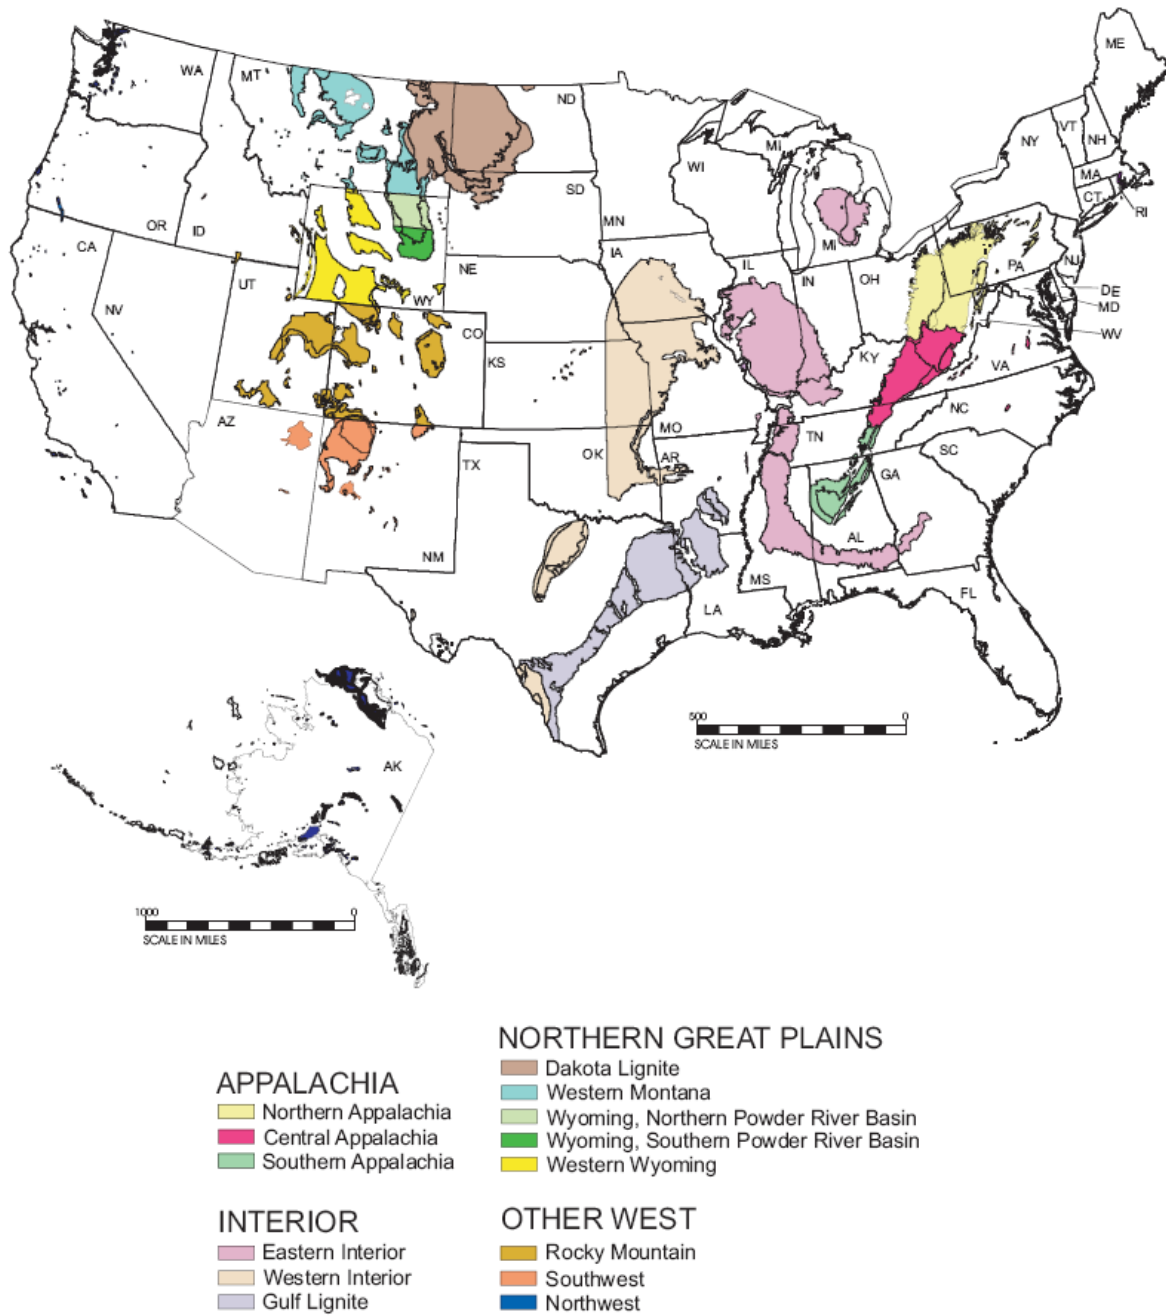 ME
WA
MT
ND
VT
NH
NY
MI
WI
MA
SD
CT
RI
MN
OR
ID
MI
CA
IA
PA
NJ
NE
IL
IN
OH
UT
DE
WY
MD
NV
CO
WV
KS
KY
VA
NC
AZ
MO
TN
SC
TX
OK
AR
GA
AL
NM
MS
FL
LA
500 0
SCALE IN MILES
AK
1000 0
SCALE IN MILES
NORTHERN GREAT PLAINS
Dakota Lignite
Western Montana
Wyoming, Northern Powder River Basin
Wyoming, Southern Powder River Basin
Western Wyoming
APPALACHIA
Northern Appalachia
Central Appalachia
Southern Appalachia
INTERIOR
Eastern Interior
Western Interior
Gulf Lignite
OTHER WEST
Rocky Mountain
Southwest
Northwest